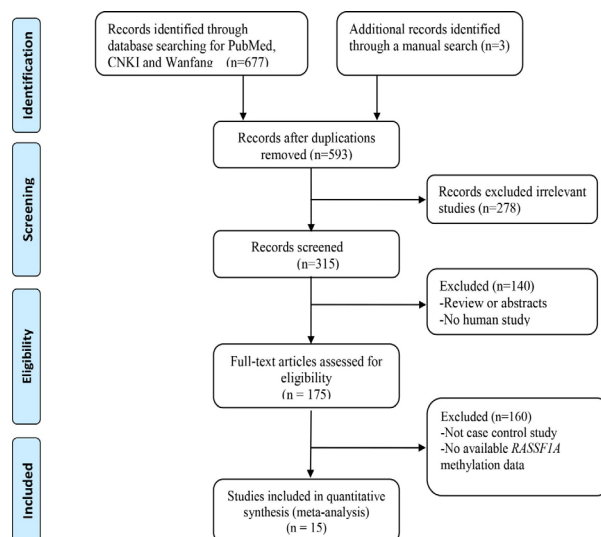 Identification
Records identified through
database searching for PubMed,
CNKI and Wanfang (n=677)
Additional records identified
through a manual search (n=3)
Records after duplications
removed (n=593)
Screening
Records excluded irrelevant
studies (n=278)
Records screened
(n=315)
Excluded (n=140)
-Review or abstracts
-No human study
Eligibility
Full-text articles assessed for
eligibility
(n = 175)
Excluded (n=160)
-Not case control study
-No available RASSF1A
methylation data
Included
Studies included in quantitative
synthesis (meta-analysis)
(n = 15)